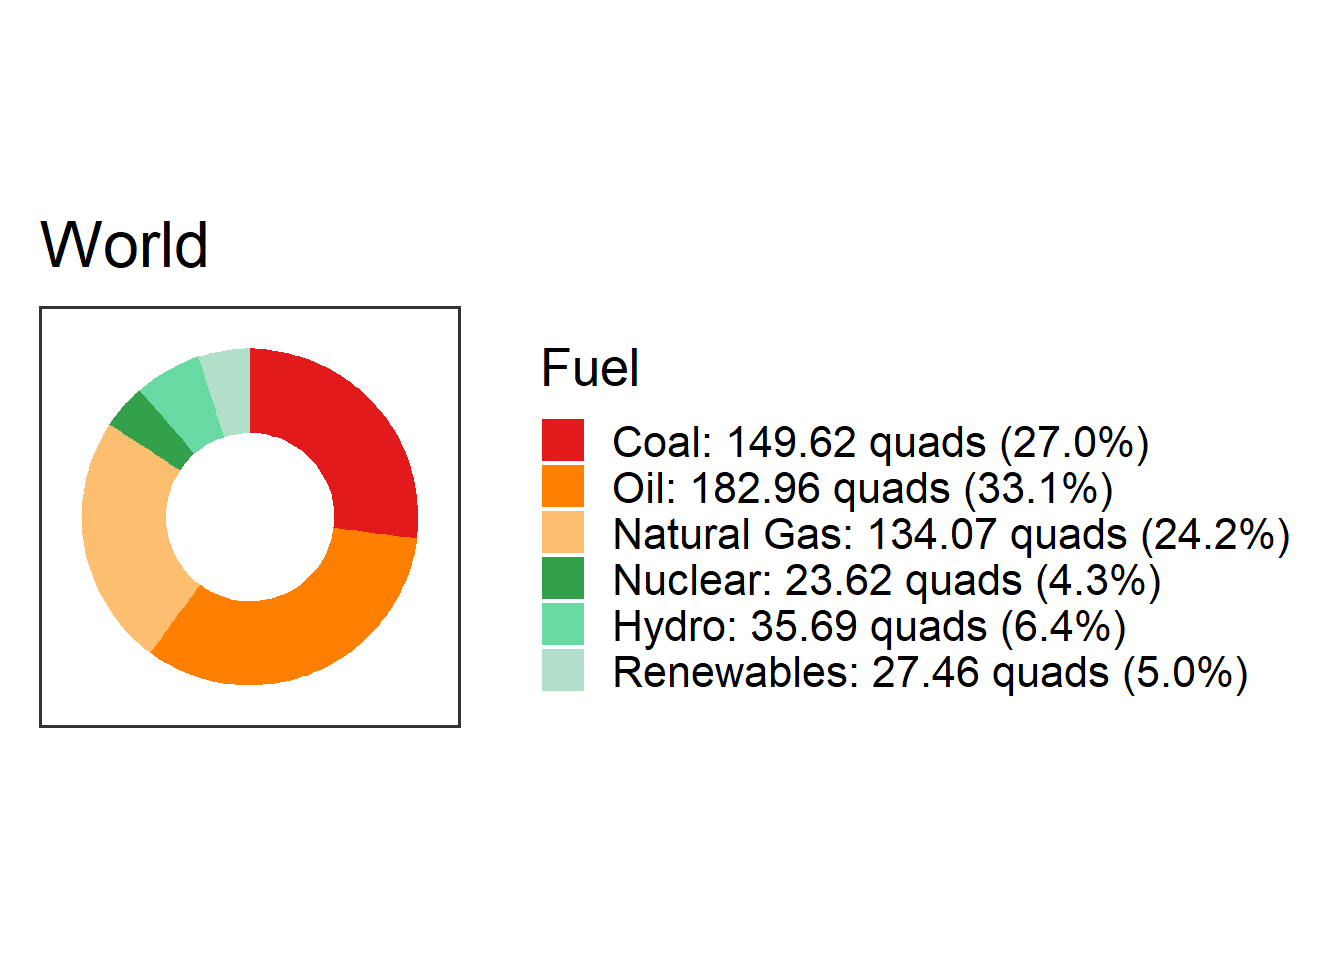 World
Fuel
Coal: 149.62 quads (27.0%)
Oil: 182.96 quads (33.1%)
Natural Gas: 134.07 quads (24.2%)
Nuclear: 23.62 quads (4.3%)
Hydro: 35.69 quads (6.4%)
Renewables: 27.46 quads (5.0%)